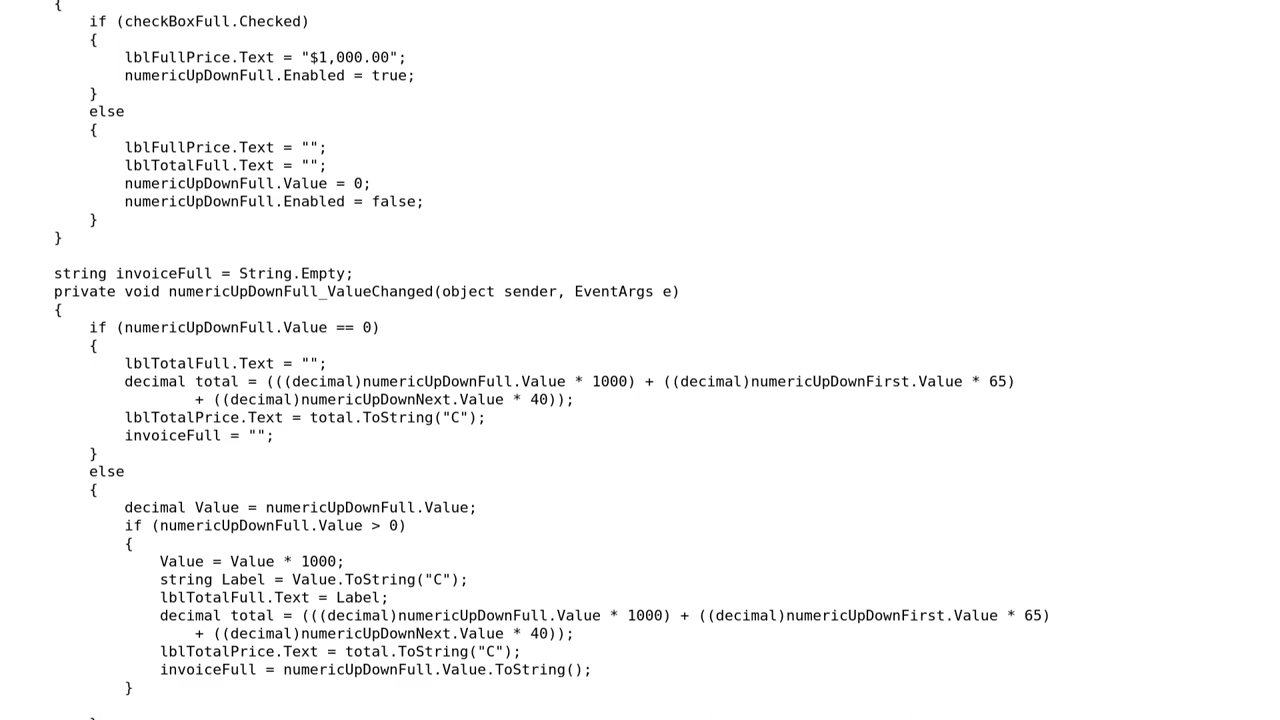 {
    if (checkBoxFull.Checked)
    {
        lblFullPrice.Text = "$1,000.00";
        numericUpDownFull.Enabled = true;
    }
    else
    {
        lblFullPrice.Text = "";
        lblTotalFull.Text = "";
        numericUpDownFull.Value = 0;
        numericUpDownFull.Enabled = false;
    }
}

string invoiceFull = String.Empty;
private void numericUpDownFull_ValueChanged(object sender, EventArgs e)
{
    if (numericUpDownFull.Value == 0)
    {
        lblTotalFull.Text = "";
        decimal total = (((decimal)numericUpDownFull.Value * 1000) + ((decimal)numericUpDownFirst.Value * 65)
                + ((decimal)numericUpDownNext.Value * 40));
        lblTotalPrice.Text = total.ToString("C");
        invoiceFull = "";
    }
    else
    {
        decimal Value = numericUpDownFull.Value;
        if (numericUpDownFull.Value > 0)
        {
            Value = Value * 1000;
            string Label = Value.ToString("C");
            lblTotalFull.Text = Label;
            decimal total = (((decimal)numericUpDownFull.Value * 1000) + ((decimal)numericUpDownFirst.Value * 65)
                + ((decimal)numericUpDownNext.Value * 40));
            lblTotalPrice.Text = total.ToString("C");
            invoiceFull = numericUpDownFull.Value.ToString();
        }

    }